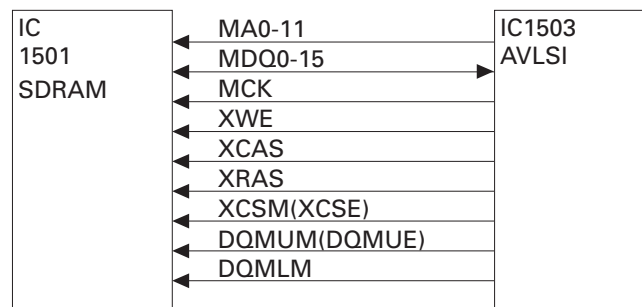 IC
1501
SDRAM
MA0-11
MDQ0-15
MCK
XWE
XCAS
XRAS
XCSM(XCSE)
DQMUM(DQMUE)
DQMLM
IC1503
AVLSI